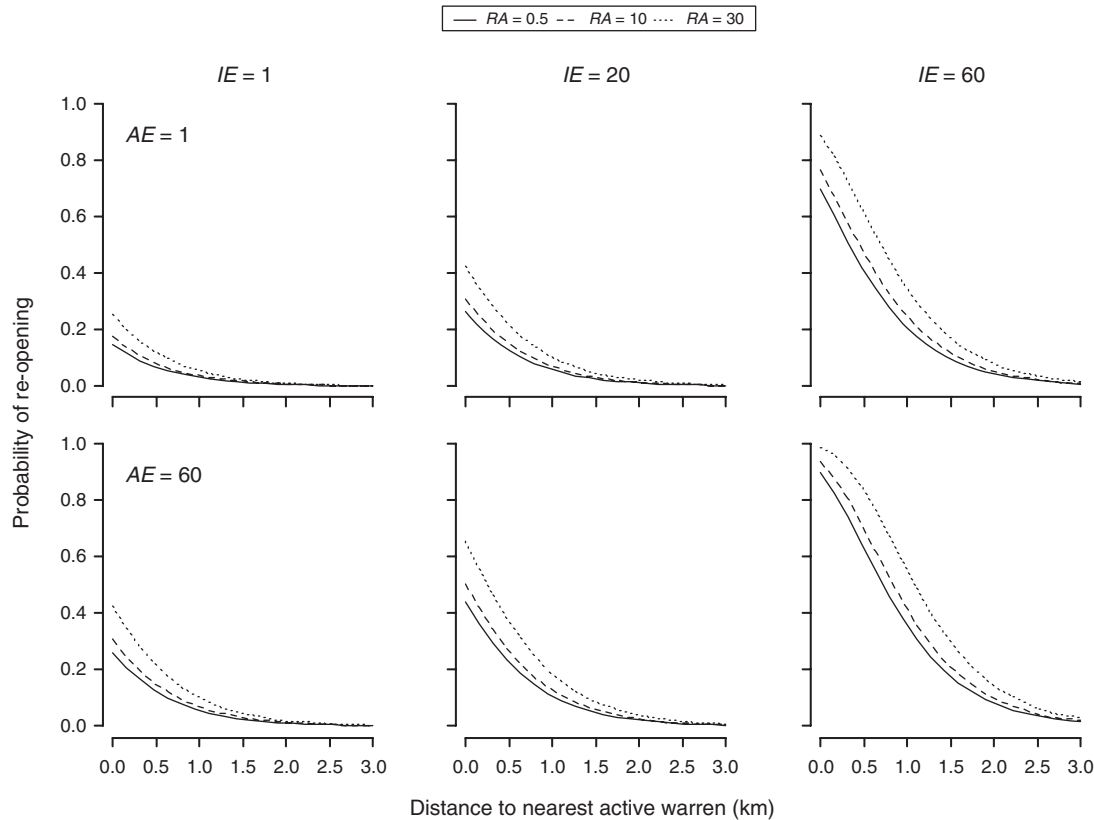 RA = 0.5 RA = 10 RA = 30
IE = 1 IE = 20 IE = 60
Probability of re-opening
1.0
AE = 1
0.8
0.6
0.4
0.2
0.0
1.0
AE = 60
0.8
0.6
0.4
0.2
0.0
0.0 0.5 1.0 1.5 2.0 2.5 3.0 0.0 0.5 1.0 1.5 2.0 2.5 3.0 0.0 0.5 1.0 1.5 2.0 2.5 3.0
Distance to nearest active warren (km)